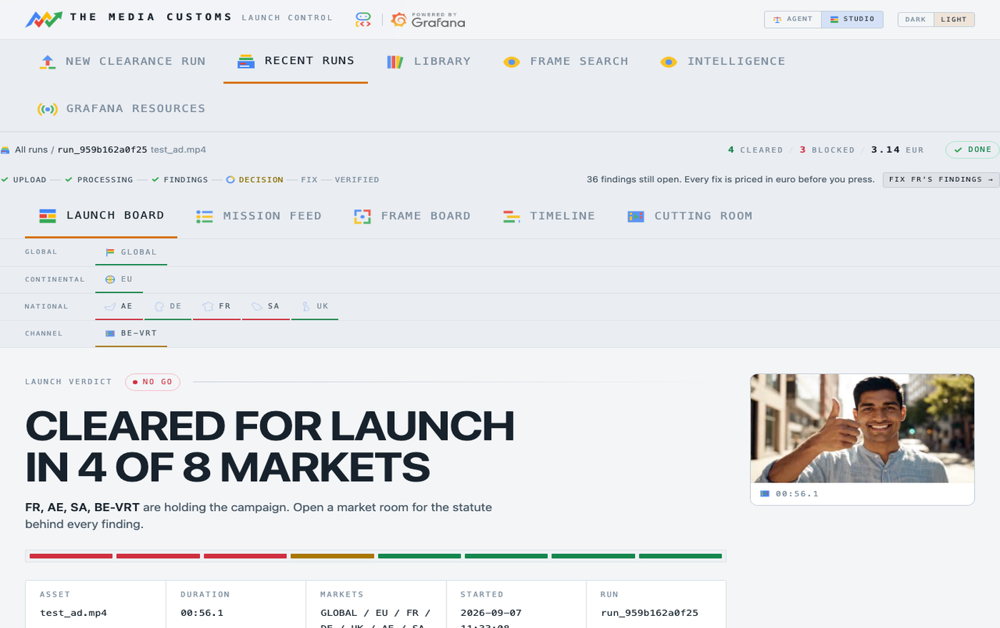 THE MEDIA CUSTOMS LAUNCH CONTROL POWERED BY Grafana AGENT STUDIO DARK LIGHT
NEW CLEARANCE RUN RECENT RUNS LIBRARY FRAME SEARCH INTELLIGENCE
GRAFANA RESOURCES
All runs / run_959b162a0f25 test_ad.mp4 4 CLEARED / 3 BLOCKED / 3.14 EUR DONE
UPLOAD PROCESSING FINDINGS DECISION FIX VERIFIED 36 findings still open. Every fix is priced in euro before you press. FIX FR'S FINDINGS →
LAUNCH BOARD MISSION FEED FRAME BOARD TIMELINE CUTTING ROOM
GLOBAL GLOBAL
CONTINENTAL EU
NATIONAL AE DE FR SA UK
CHANNEL BE-VRT
LAUNCH VERDICT NO GO
CLEARED FOR LAUNCH
IN 4 OF 8 MARKETS
FR, AE, SA, BE-VRT are holding the campaign. Open a market room for the statute
behind every finding.
00:56.1
ASSET DURATION MARKETS STARTED RUN
test_ad.mp4 00:56.1 GLOBAL / EU / FR / 2026-09-07 run_959b162a0f25
DE / UK / AE / SA 11:33:08